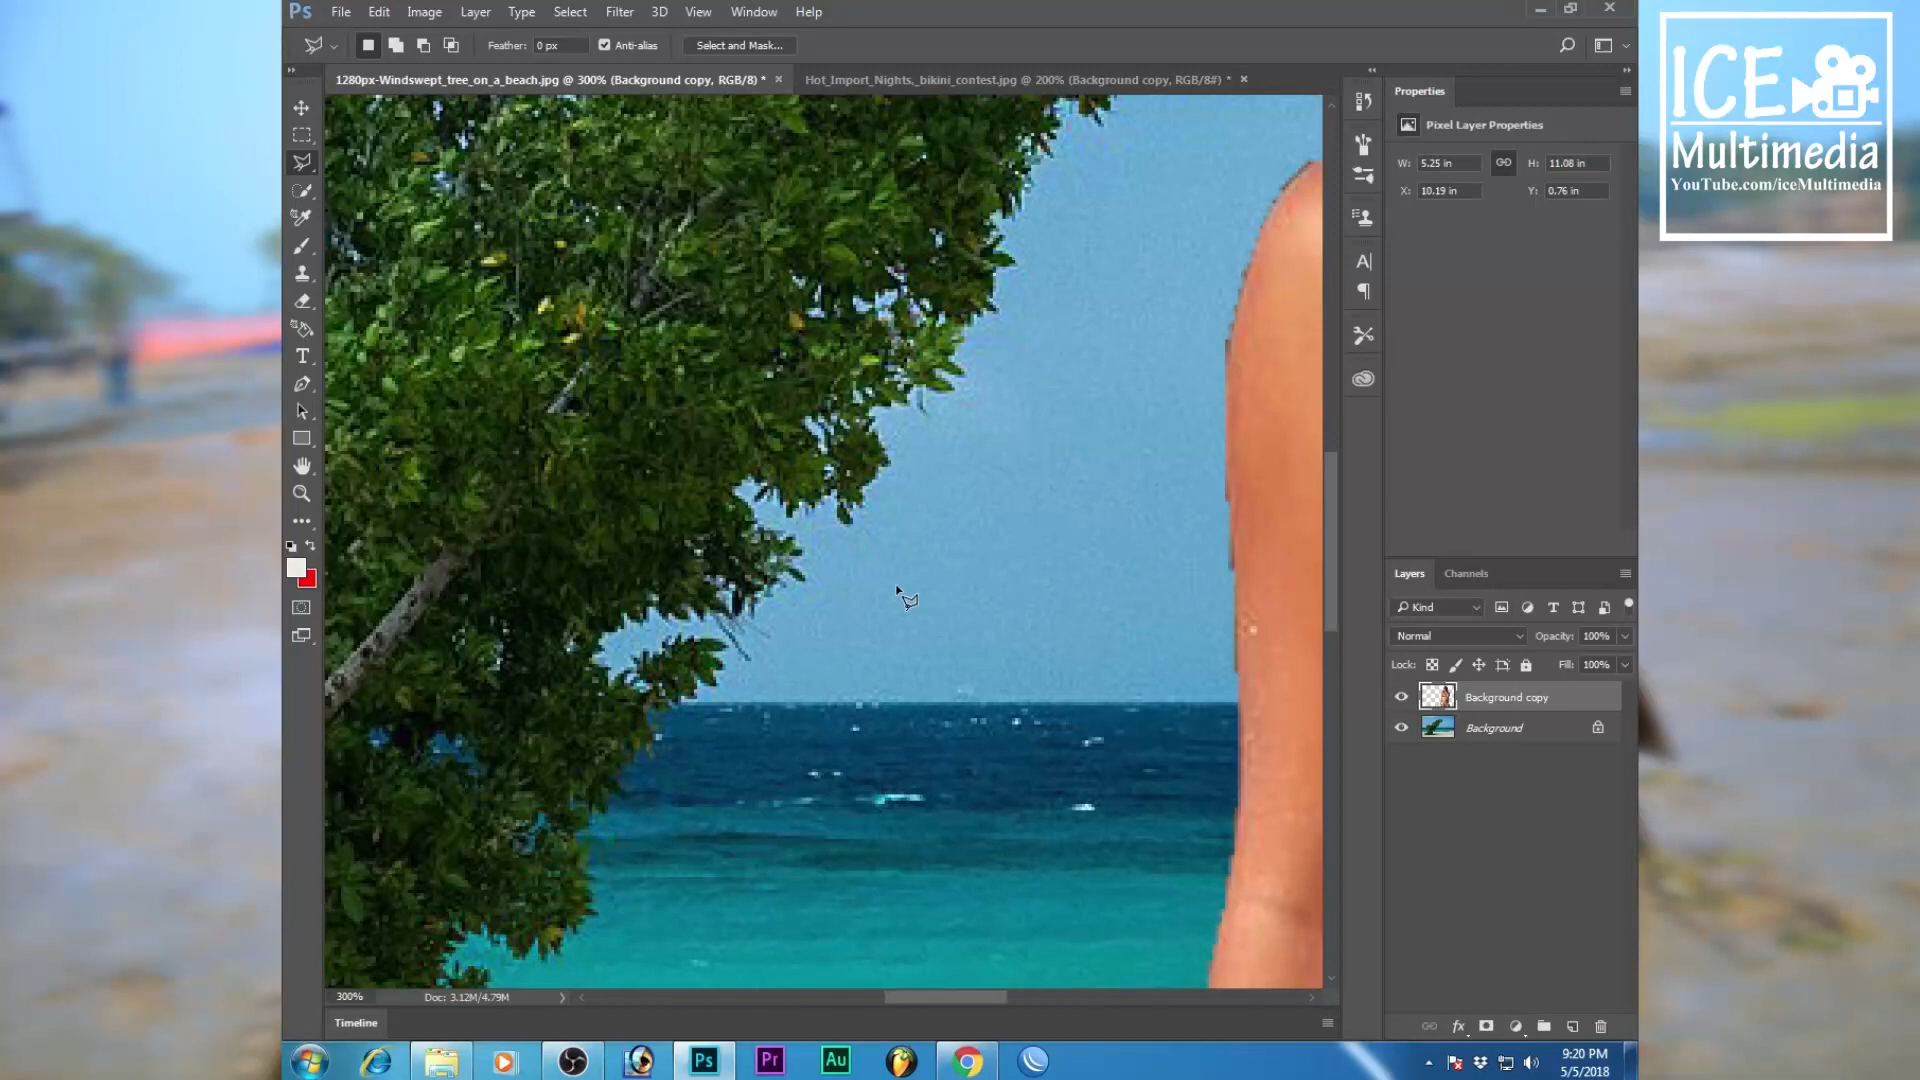 Ps File Edit Image Layer Type Select Filter 3D View Window Help
Feather: 0 px Anti-alias Select and Mask...
1280px-Windswept_tree_on_a_beach.jpg @ 300% (Background copy, RGB/8) * × Hot_Import_Nights,_bikini_contest.jpg @ 200% (Background copy, RGB/8#) * ×
ICE
Multimedia
YouTube.com/iceMultimedia
Properties
Pixel Layer Properties
W: 5.25 in H: 11.08 in
X: 10.19 in Y: 0.76 in
Layers Channels
Kind
Normal Opacity: 100%
Lock: Fill: 100%
Background copy
Background
300% Doc: 3.12M/4.79M
Timeline
Ps Pr Au
9:20 PM
5/5/2018